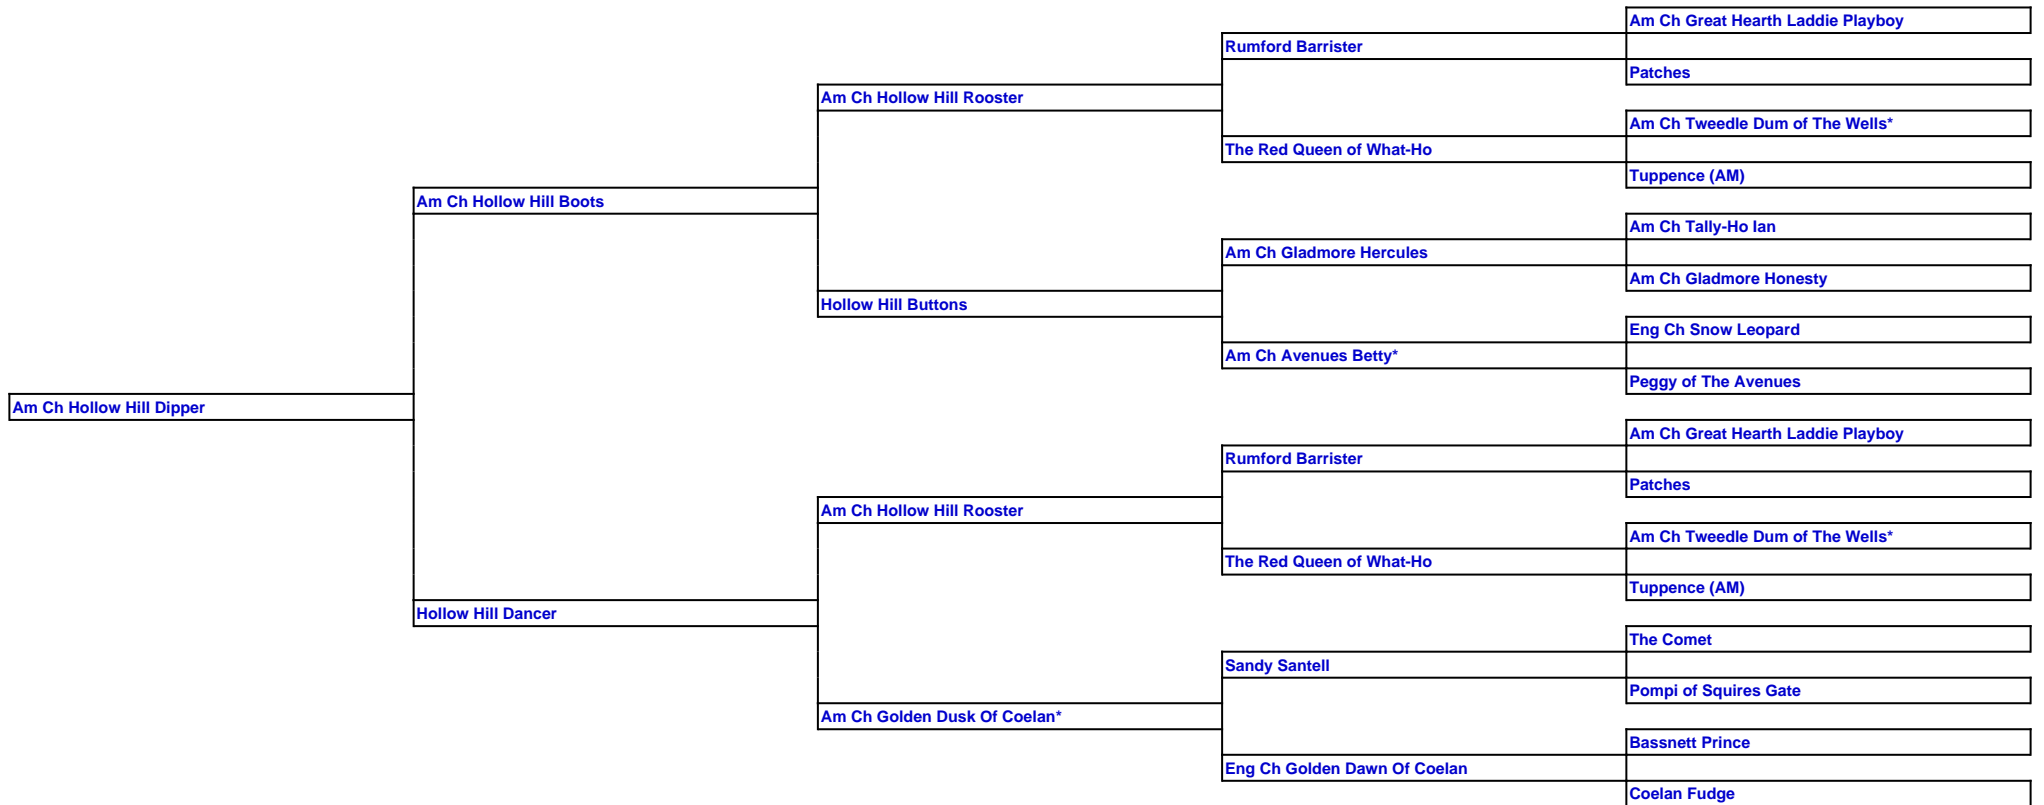 Am Ch Great Hearth Laddie Playboy
Rumford Barrister
Patches
Am Ch Hollow Hill Rooster
Am Ch Tweedle Dum of The Wells*
The Red Queen of What-Ho
Tuppence (AM)
Am Ch Hollow Hill Boots
Am Ch Tally-Ho Ian
Am Ch Gladmore Hercules
Am Ch Gladmore Honesty
Hollow Hill Buttons
Eng Ch Snow Leopard
Am Ch Avenues Betty*
Peggy of The Avenues
Am Ch Hollow Hill Dipper
Am Ch Great Hearth Laddie Playboy
Rumford Barrister
Patches
Am Ch Hollow Hill Rooster
Am Ch Tweedle Dum of The Wells*
The Red Queen of What-Ho
Tuppence (AM)
Hollow Hill Dancer
The Comet
Sandy Santell
Pompi of Squires Gate
Am Ch Golden Dusk Of Coelan*
Bassnett Prince
Eng Ch Golden Dawn Of Coelan
Coelan Fudge